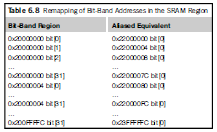 Table 6.8 Remapping of Bit-Band Addresses in the SRAM Region
Bit-Band Region Aliased Equivalent
0x20000000 bit[0] 0x22000000 bit[0]
0x20000000 bit[1] 0x22000004 bit[0]
0x20000000 bit[2] 0x22000008 bit[0]
... ...
0x20000000 bit[31] 0x2200007C bit[0]
0x20000004 bit[0] 0x22000080 bit[0]
... ...
0x20000004 bit[31] 0x220000FC bit[0]
... ...
0x200FFFFC bit[31] 0x23FFFFFC bit[0]